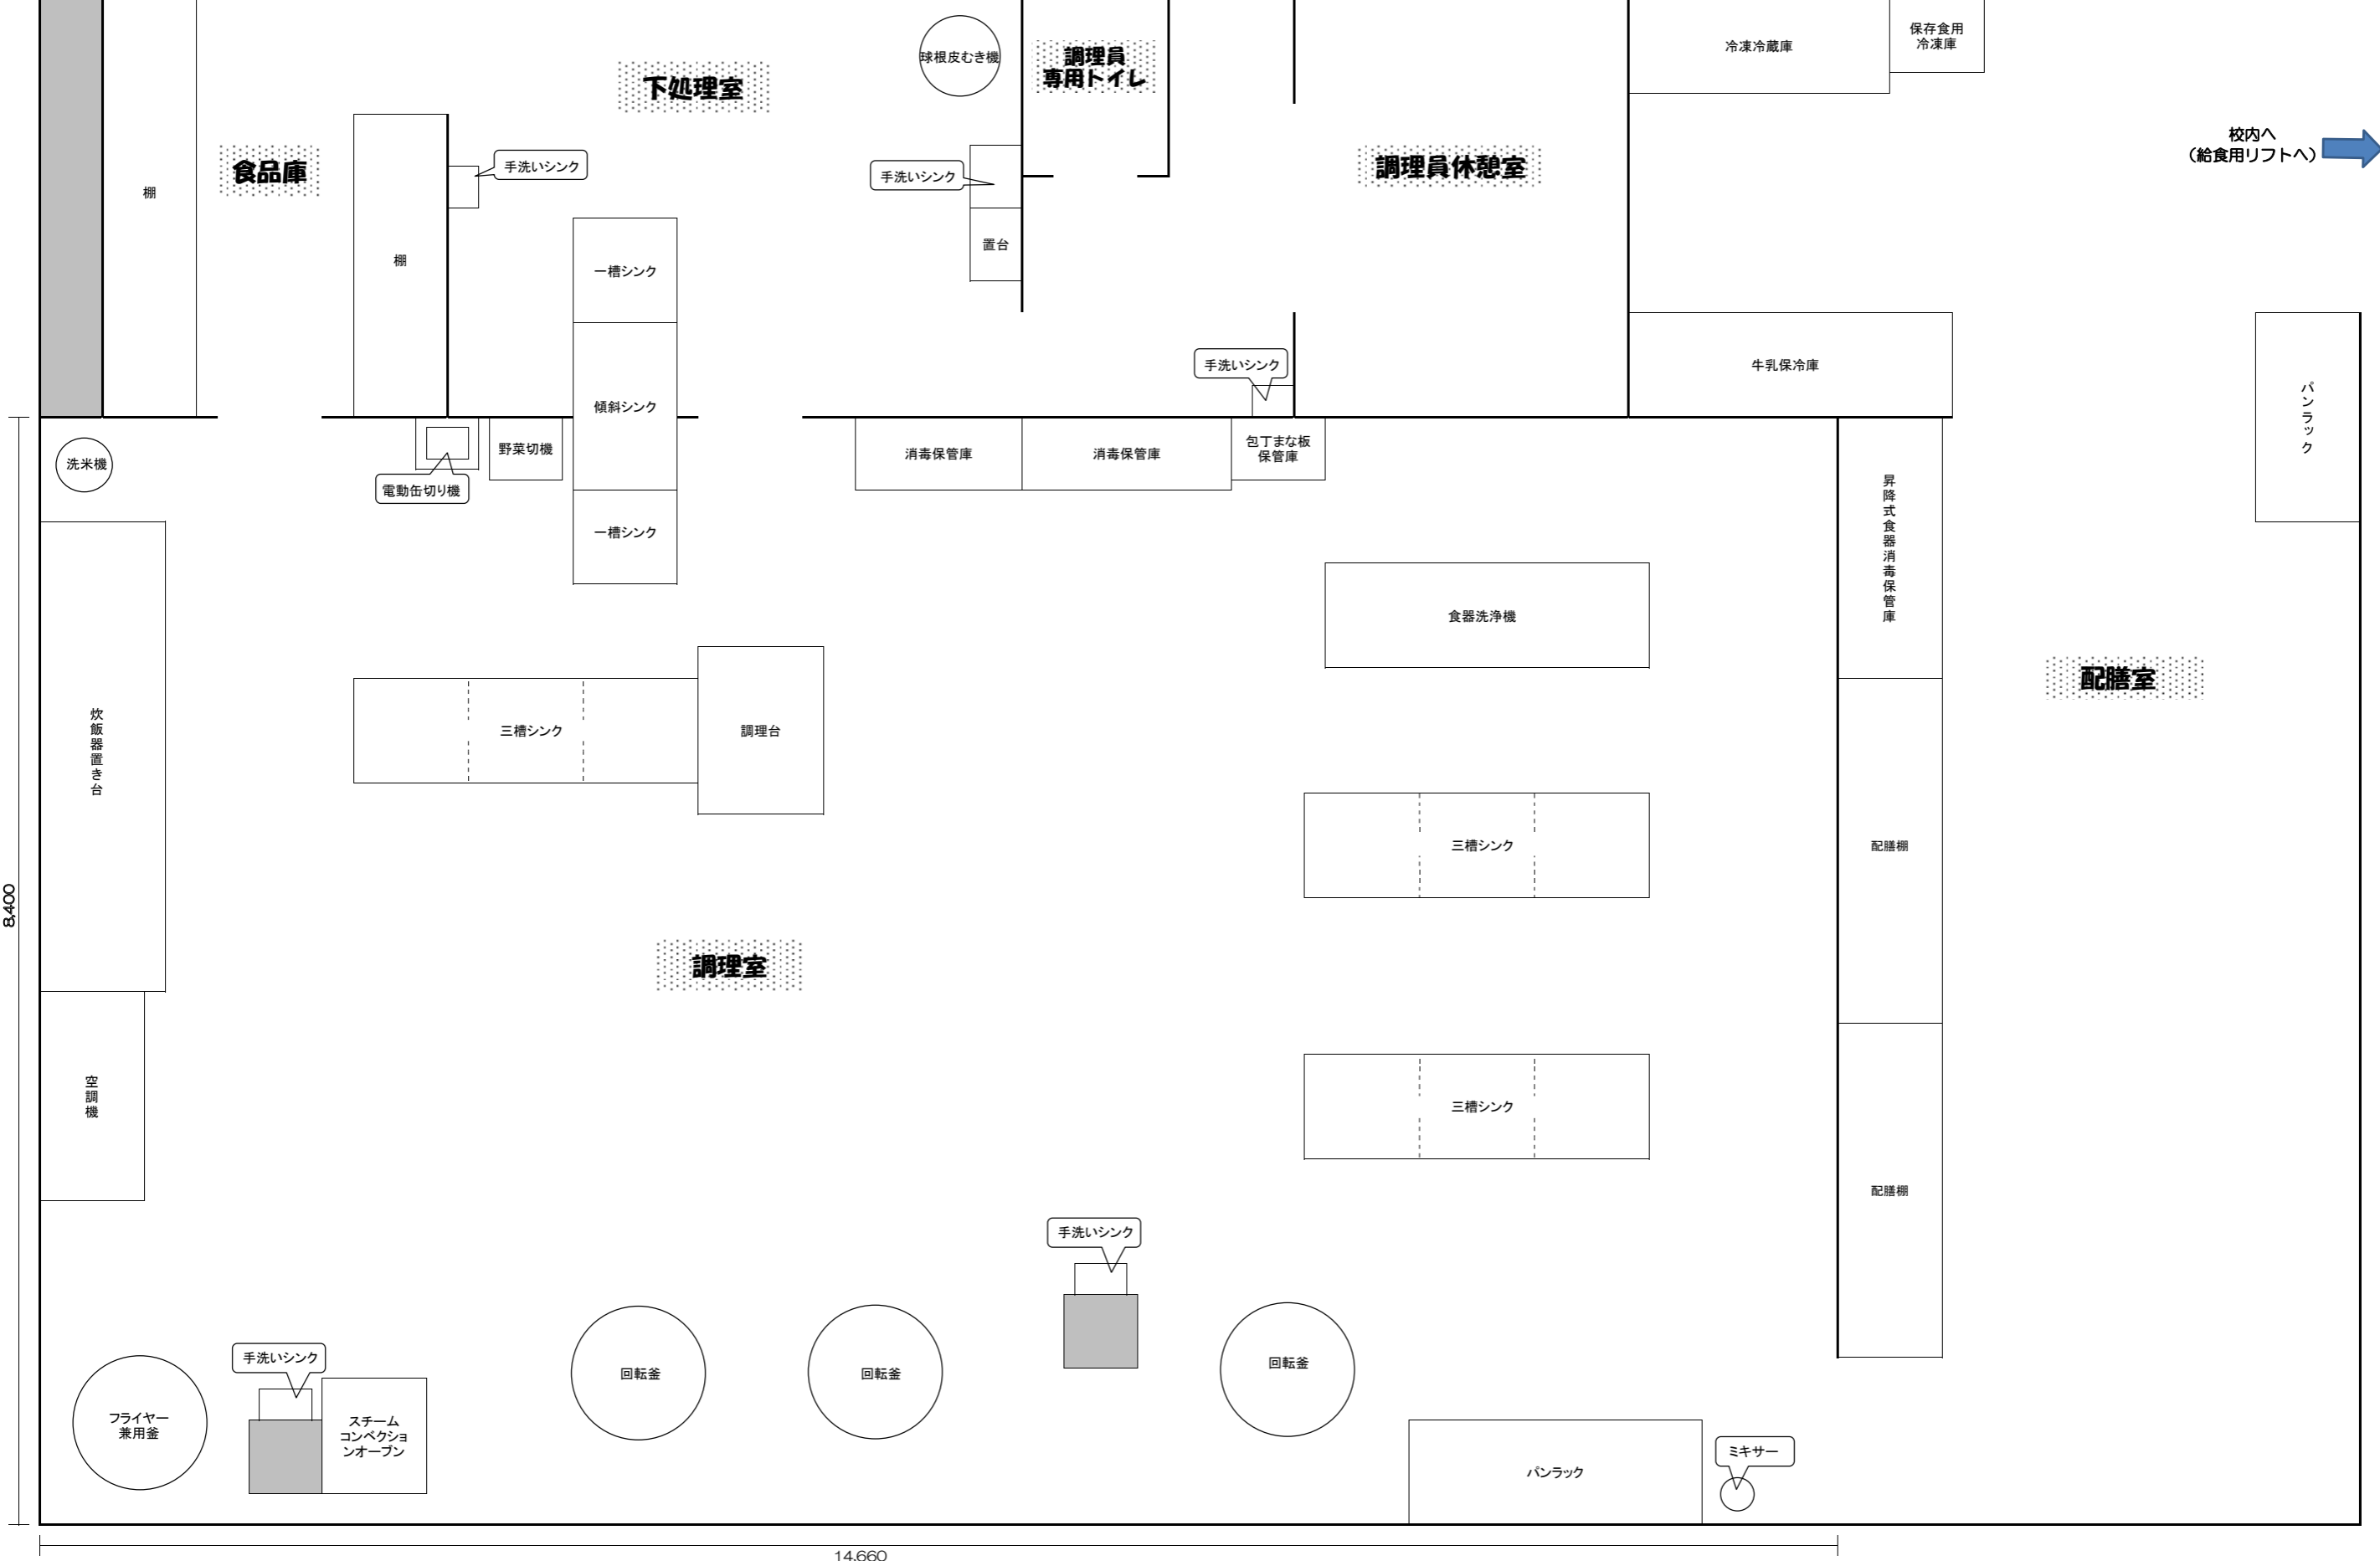 冷凍冷蔵庫
保存食用
冷凍庫
球根皮むき機
調理員
専用トイレ
下処理室
校内へ
（給食用リフトへ）
食品庫
手洗いシンク
手洗いシンク
調理員休憩室
棚
棚
置台
一槽シンク
手洗いシンク
牛乳保冷庫
パンラック
傾斜シンク
洗米機
野菜切機
消毒保管庫
消毒保管庫
包丁まな板
保管庫
電動缶切り機
一槽シンク
昇降式食器消毒保管庫
食器洗浄機
配膳室
炊飯器置き台
三槽シンク
調理台
三槽シンク
配膳棚
8,400
調理室
空調機
三槽シンク
配膳棚
手洗いシンク
手洗いシンク
回転釜
回転釜
回転釜
フライヤー
兼用釜
スチーム
コンベクショ
ンオーブン
パンラック
ミキサー
14,660